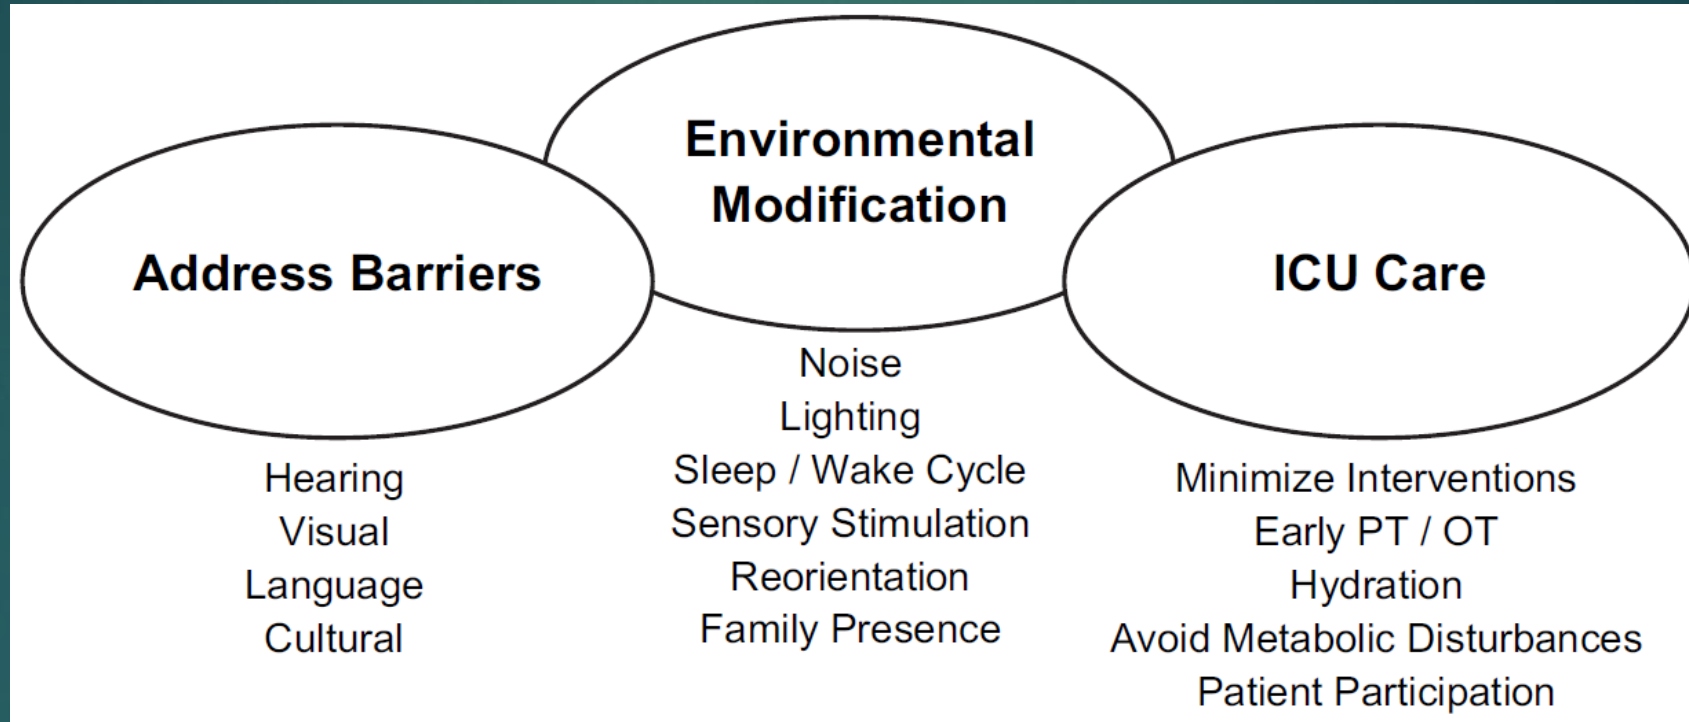 Address Barriers
Hearing
Visual
Language
Cultural
Environmental
Modification
Noise
Lighting
Sleep / Wake Cycle
Sensory Stimulation
Reorientation
Family Presence
ICU Care
Minimize Interventions
Early PT / OT
Hydration
Avoid Metabolic Disturbances
Patient Participation